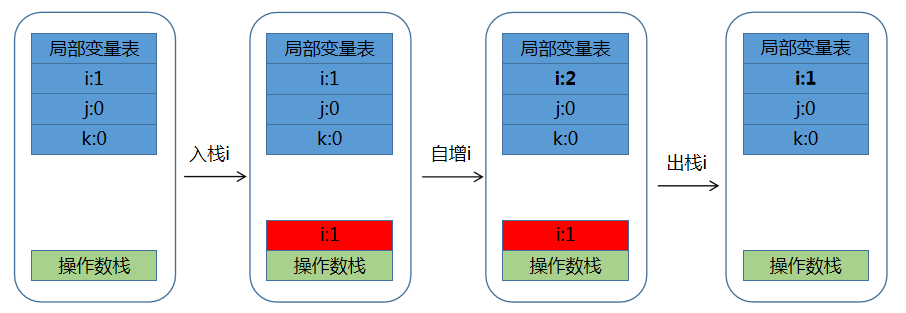 局部变量表
i:1
j:0
k:0
操作数栈
入栈i
局部变量表
i:1
j:0
k:0
i:1
操作数栈
自增i
局部变量表
i:2
j:0
k:0
i:1
操作数栈
出栈i
局部变量表
i:1
j:0
k:0
操作数栈